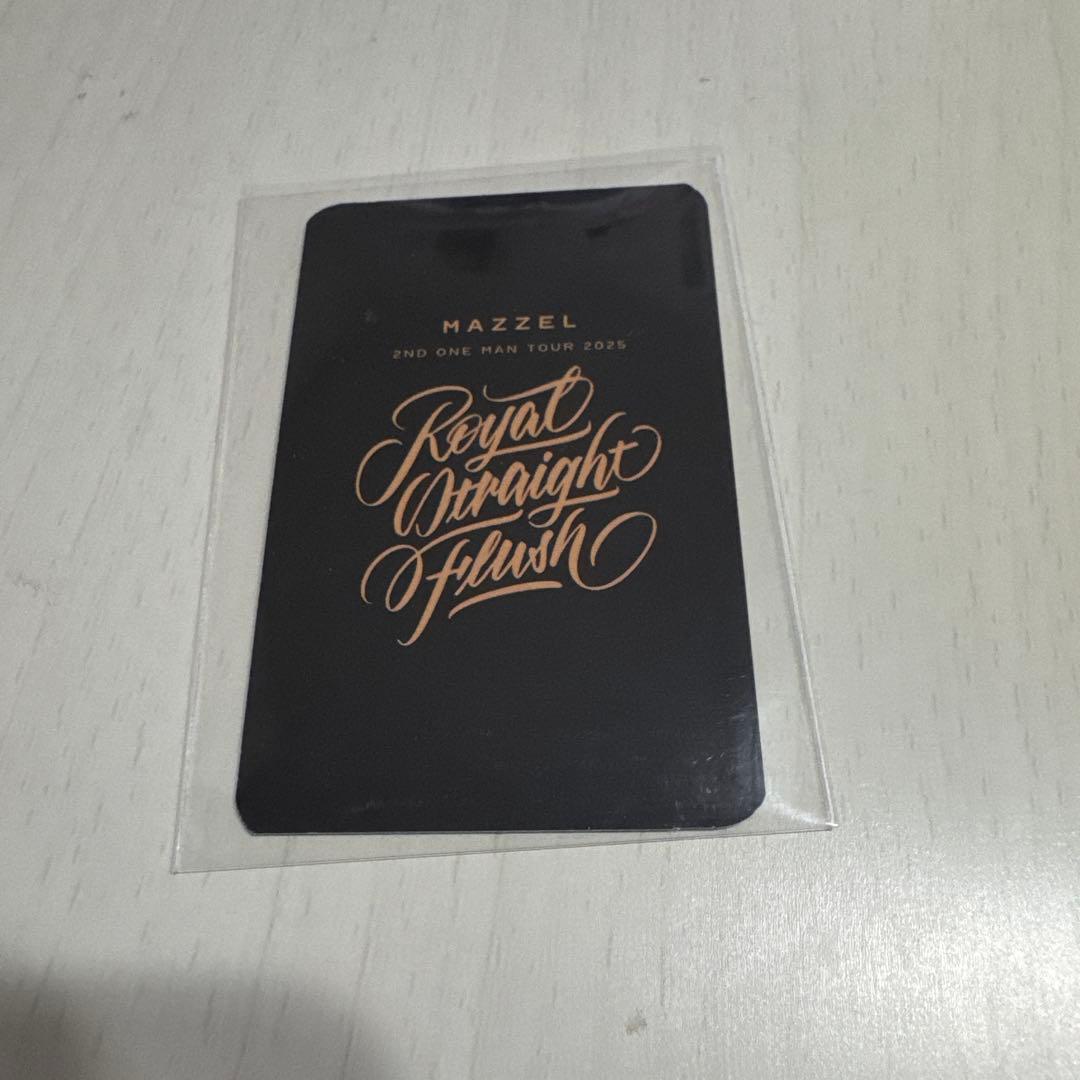 MAZZEL
2ND ONE MAN TOUR 2025
Royal
Straight
Flush